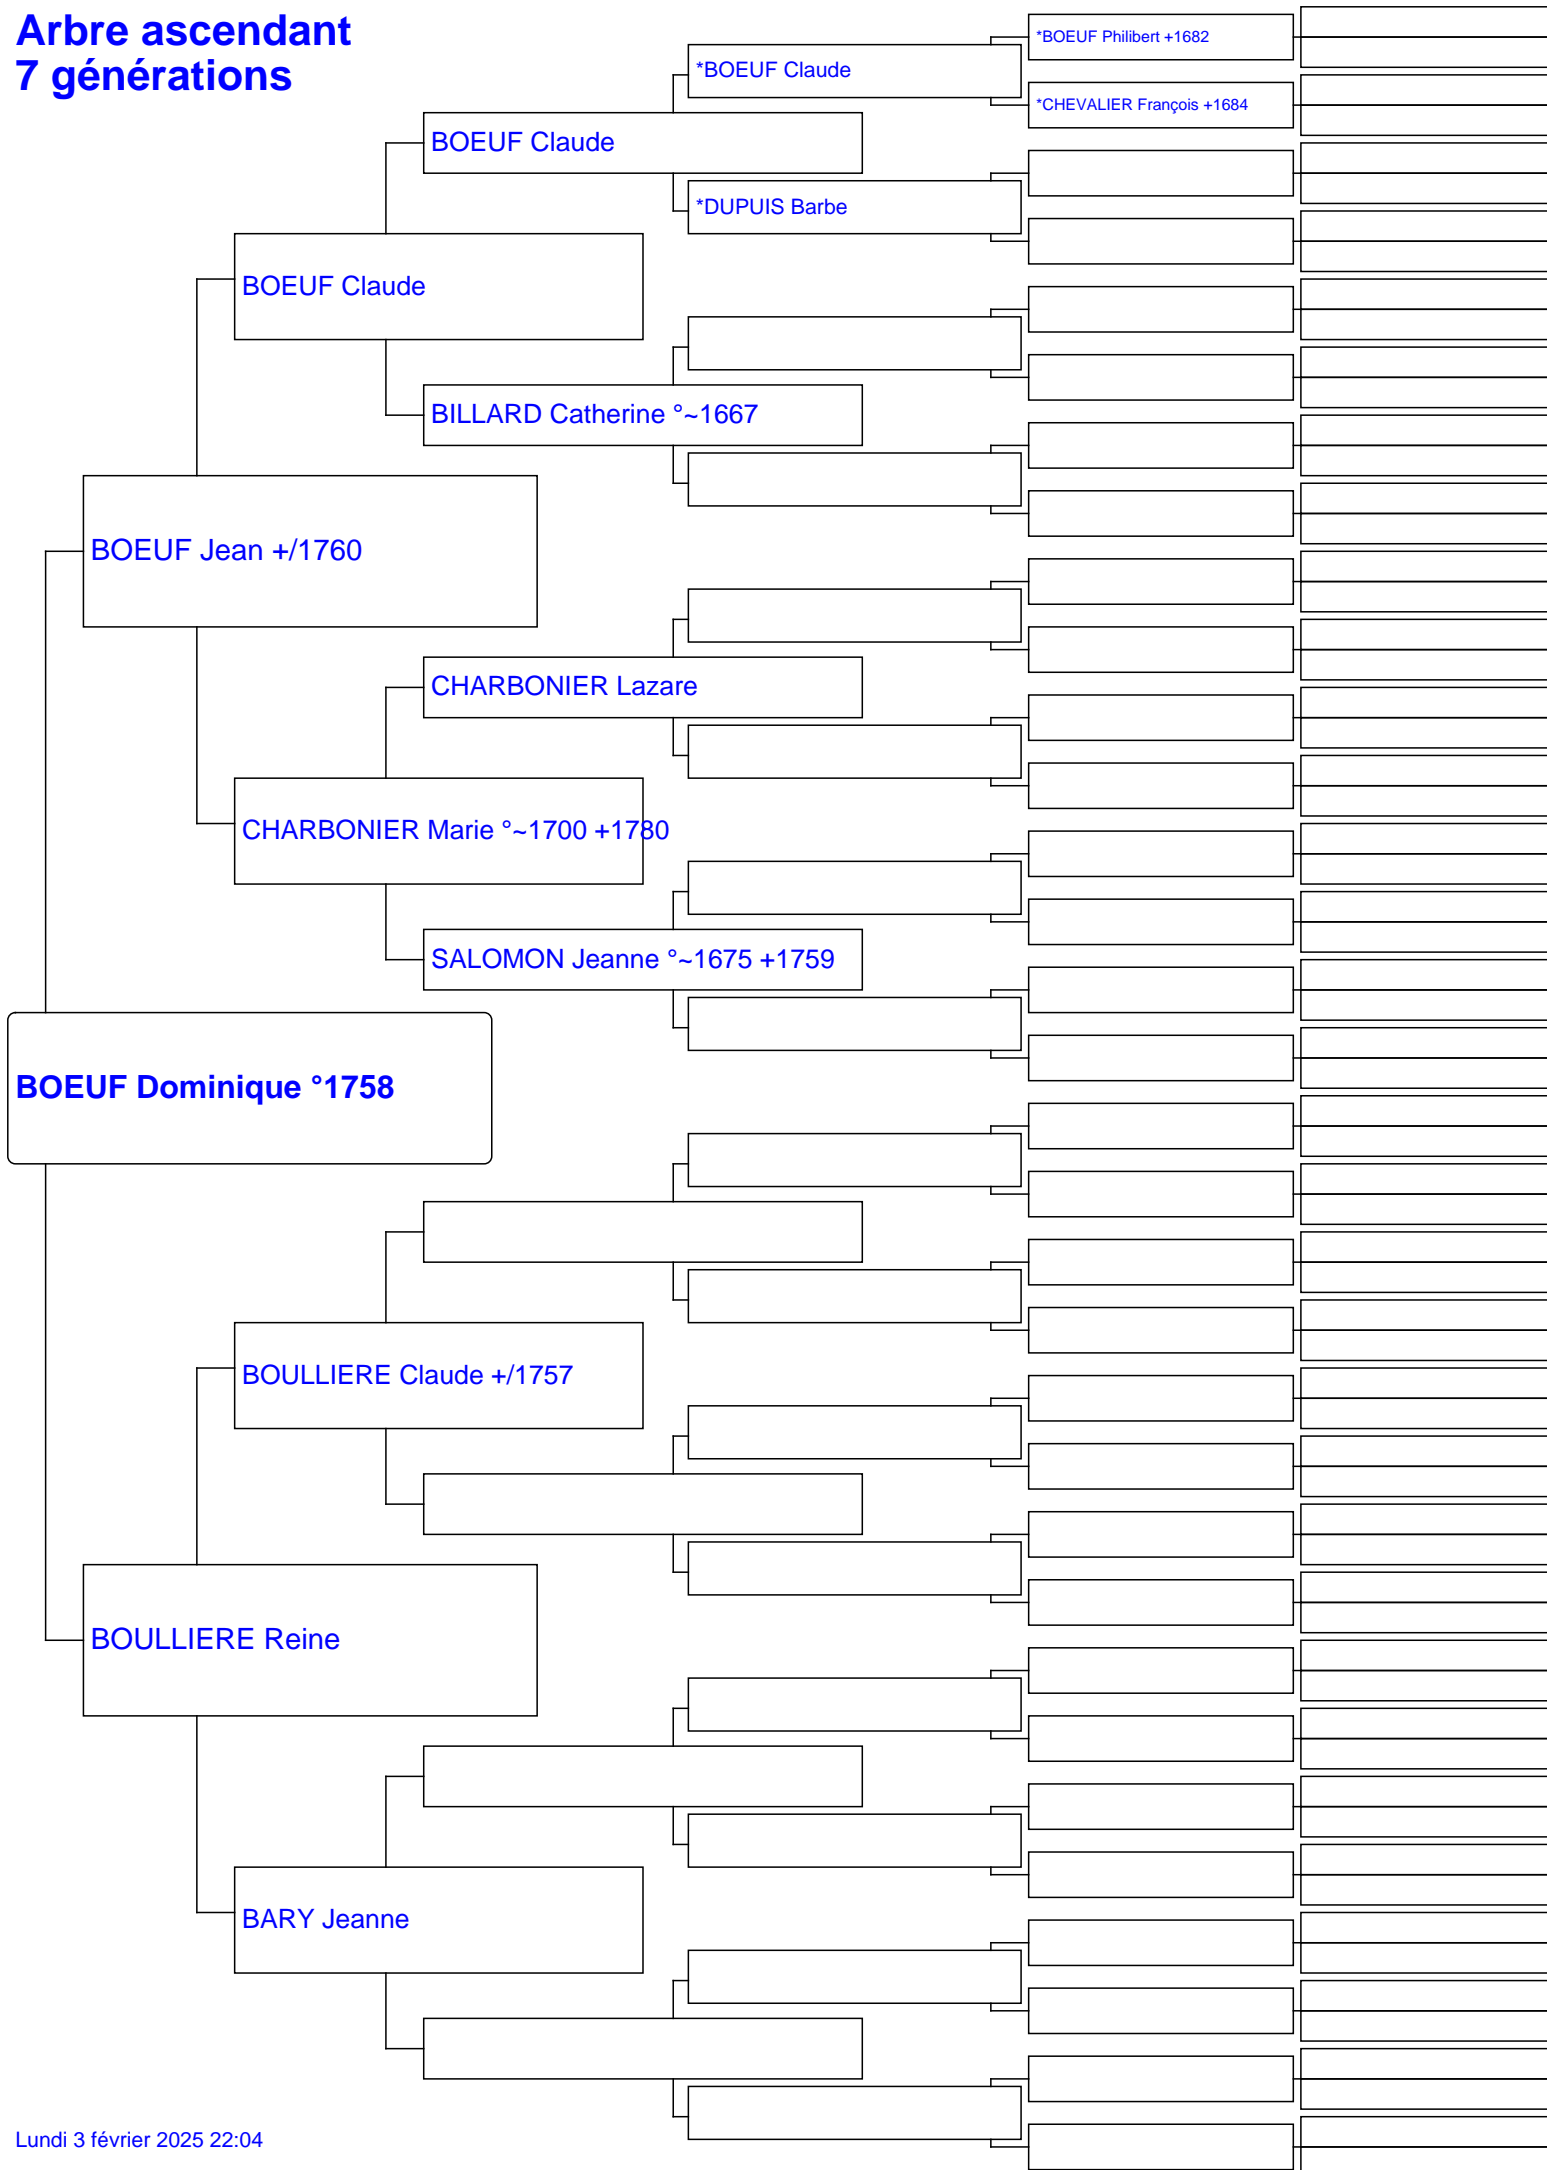 Arbre ascendant
7 générations
*BOEUF Philibert +1682
*BOEUF Claude
*CHEVALIER François +1684
BOEUF Claude
*DUPUIS Barbe
BOEUF Claude
BILLARD Catherine °~1667
BOEUF Jean +/1760
CHARBONIER Lazare
CHARBONIER Marie °~1700 +1780
SALOMON Jeanne °~1675 +1759
BOEUF Dominique °1758
BOULLIERE Claude +/1757
BOULLIERE Reine
BARY Jeanne
Lundi 3 février 2025 22:04